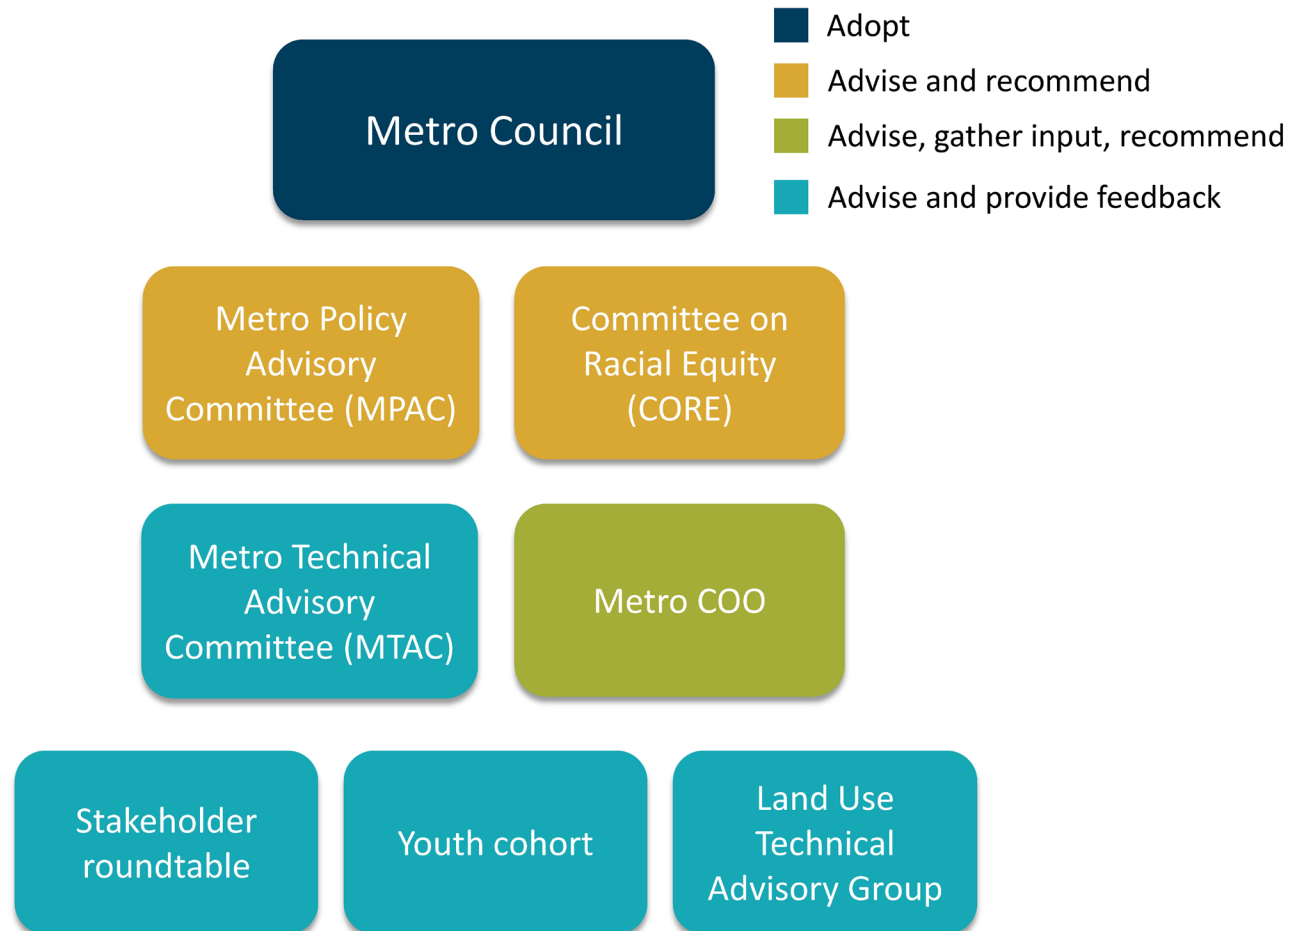 Adopt
Advise and recommend
Advise, gather input, recommend
Advise and provide feedback
Metro Council
Metro Policy
Advisory
Committee (MPAC)
Committee on
Racial Equity
(CORE)
Metro Technical
Advisory
Committee (MTAC)
Metro COO
Stakeholder
roundtable
Youth cohort
Land Use
Technical
Advisory Group